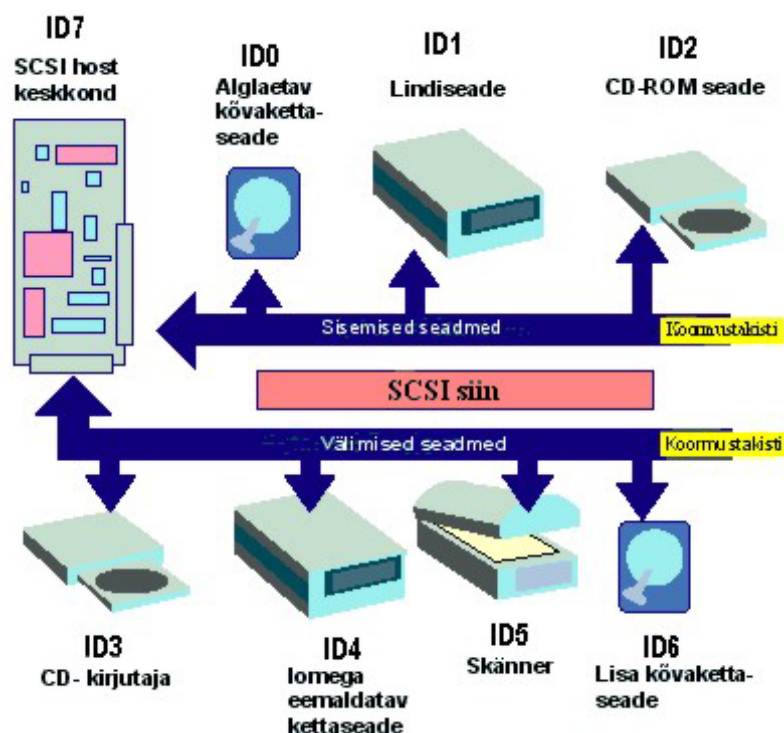 ID7
SCSI host
keskkond
ID0
Alglaetav
kõvaketta-
seade
ID1
Lindiseade
ID2
CD-ROM seade
Sisemised seadmed
Koormustakisti
SCSI siin
Välimised seadmed
Koormustakisti
ID3
CD- kirjutaja
ID4
Iomega
eemaldatav
kettaseade
ID5
Skänner
ID6
Lisa kõvaketta-
seade